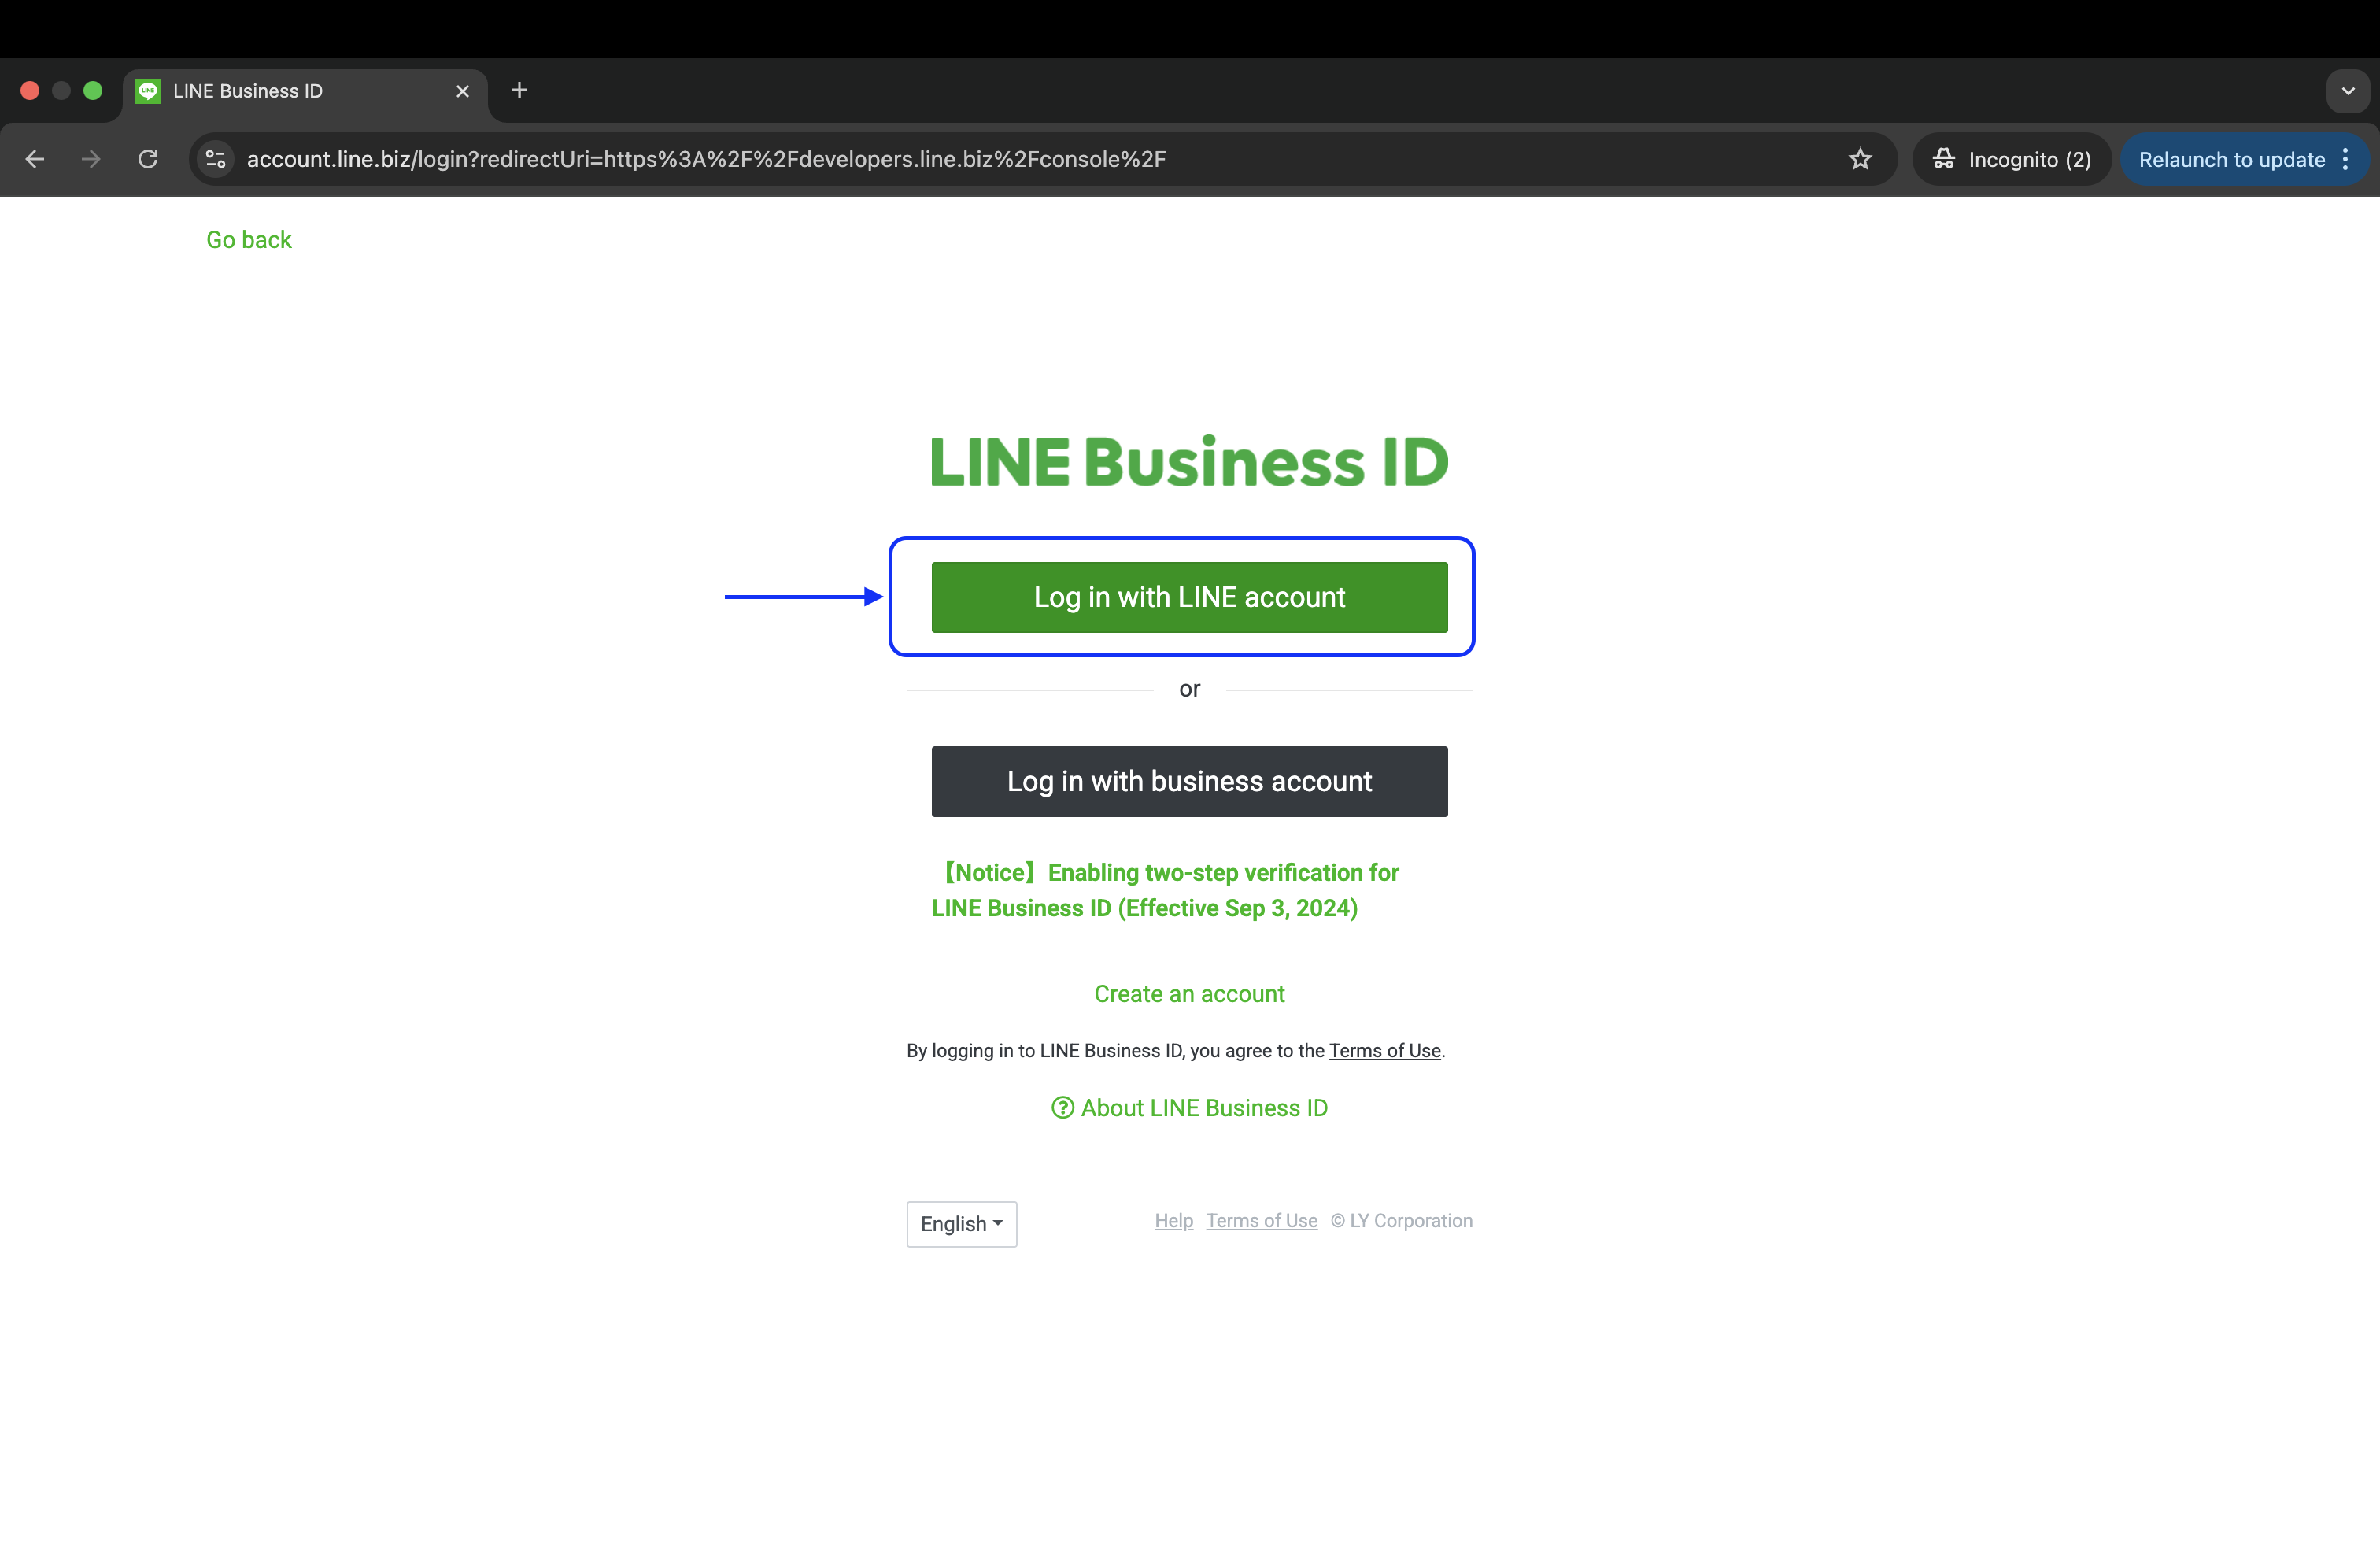 LINE Business ID
account.line.biz/login?redirectUri=https%3A%2F%2Fdevelopers.line.biz%2Fconsole%2F
Incognito (2)
Relaunch to update
Go back
LINE Business ID
Log in with LINE account
or
Log in with business account
【Notice】Enabling two-step verification for
LINE Business ID (Effective Sep 3, 2024)
Create an account
By logging in to LINE Business ID, you agree to the Terms of Use.
? About LINE Business ID
English
Help Terms of Use © LY Corporation